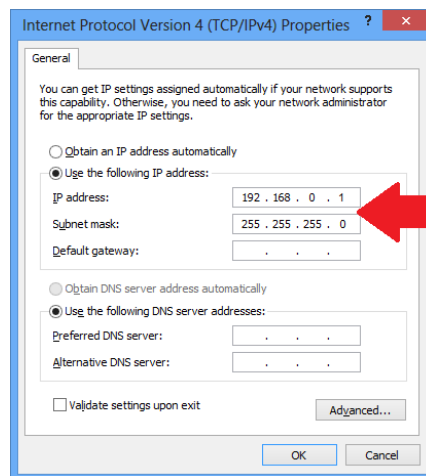 Internet Protocol Version 4 (TCP/IPv4) Properties ? ×
General
You can get IP settings assigned automatically if your network supports
this capability. Otherwise, you need to ask your network administrator
for the appropriate IP settings.
Obtain an IP address automatically
Use the following IP address:
IP address: 192 . 168 . 0 . 1
Subnet mask: 255 . 255 . 255 . 0
Default gateway: . . .
Obtain DNS server address automatically
Use the following DNS server addresses:
Preferred DNS server: . . .
Alternative DNS server: . . .
Validate settings upon exit
Advanced...
OK Cancel